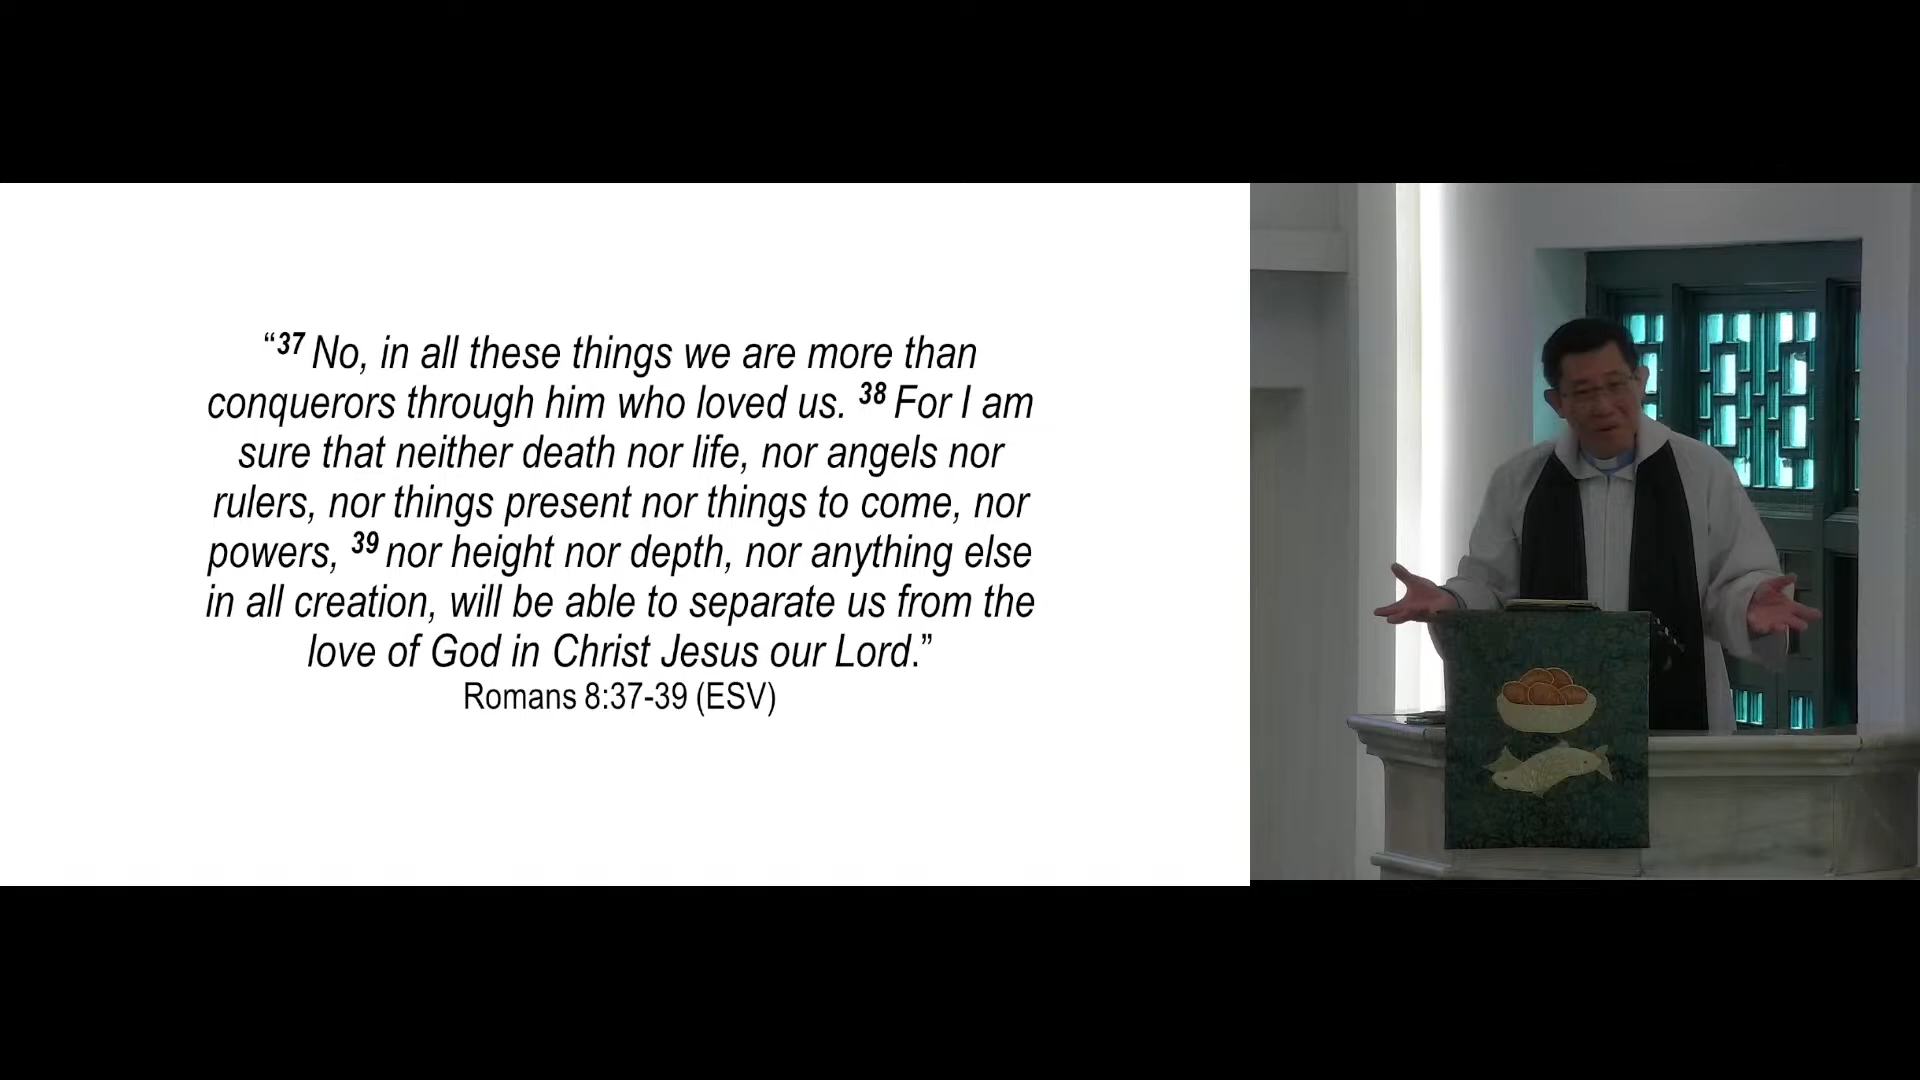 “37 No, in all these things we are more than
conquerors through him who loved us. 38 For I am
sure that neither death nor life, nor angels nor
rulers, nor things present nor things to come, nor
powers, 39 nor height nor depth, nor anything else
in all creation, will be able to separate us from the
love of God in Christ Jesus our Lord.”
Romans 8:37-39 (ESV)